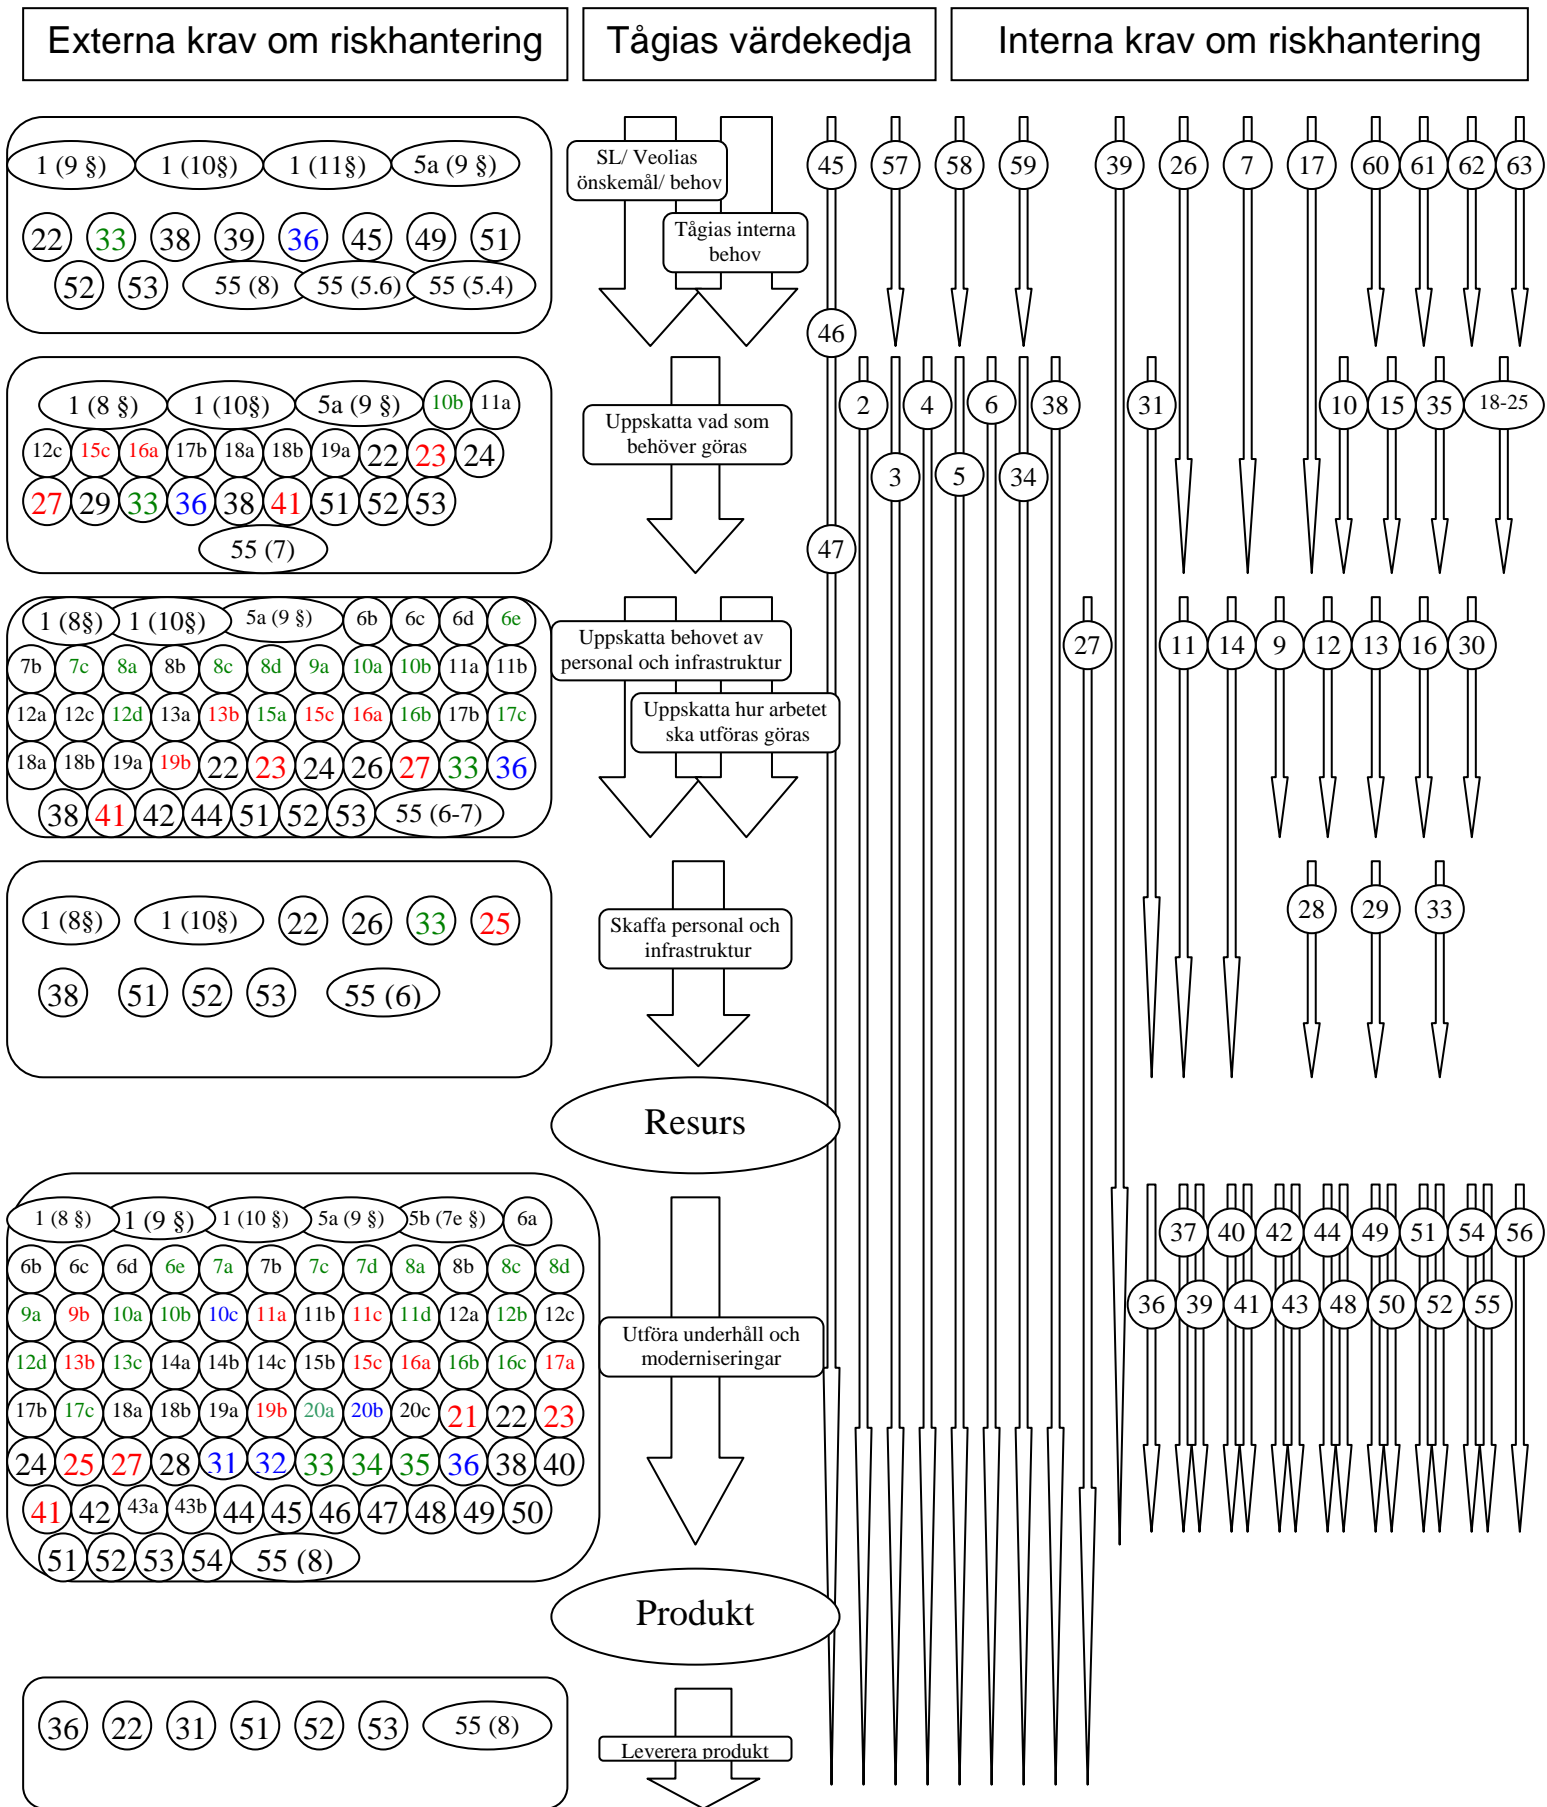 Externa krav om riskhantering
Tågias värdekedja
Interna krav om riskhantering
1 (9 §) 1 (10§) 1 (11§) 5a (9 §)
22 33 38 39 36 45 49 51
52 53 55 (8) 55 (5.6) 55 (5.4)
SL/ Veolias
önskemål/ behov
Tågias interna
behov
45 57 58 59 39 26 7 17 60 61 62 63
46
1 (8 §) 1 (10§) 5a (9 §) 10b 11a
12c 15c 16a 17b 18a 18b 19a 22 23 24
27 29 33 36 38 41 51 52 53
55 (7)
Uppskatta vad som
behöver göras
2 4 6 38 31 10 15 35 18-25
3 5 34
47
1 (8§) 1 (10§) 5a (9 §) 6b 6c 6d 6e
7b 7c 8a 8b 8c 8d 9a 10a 10b 11a 11b
12a 12c 12d 13a 13b 15a 15c 16a 16b 17b 17c
18a 18b 19a 19b 22 23 24 26 27 33 36
38 41 42 44 51 52 53 55 (6-7)
Uppskatta behovet av
personal och infrastruktur
Uppskatta hur arbetet
ska utföras göras
27 11 14 9 12 13 16 30
1 (8§) 1 (10§) 22 26 33 25
38 51 52 53 55 (6)
Skaffa personal och
infrastruktur
28 29 33
Resurs
1 (8 §) 1 (9 §) 1 (10 §) 5a (9 §) 5b (7e §) 6a
6b 6c 6d 6e 7a 7b 7c 7d 8a 8b 8c 8d
9a 9b 10a 10b 10c 11a 11b 11c 11d 12a 12b 12c
12d 13b 13c 14a 14b 14c 15b 15c 16a 16b 16c 17a
17b 17c 18a 18b 19a 19b 20a 20b 20c 21 22 23
24 25 27 28 31 32 33 34 35 36 38 40
41 42 43a 43b 44 45 46 47 48 49 50
51 52 53 54 55 (8)
Utföra underhåll och
moderniseringar
37 40 42 44 49 51 54 56
36 39 41 43 48 50 52 55
Produkt
36 22 31 51 52 53 55 (8)
Leverera produkt